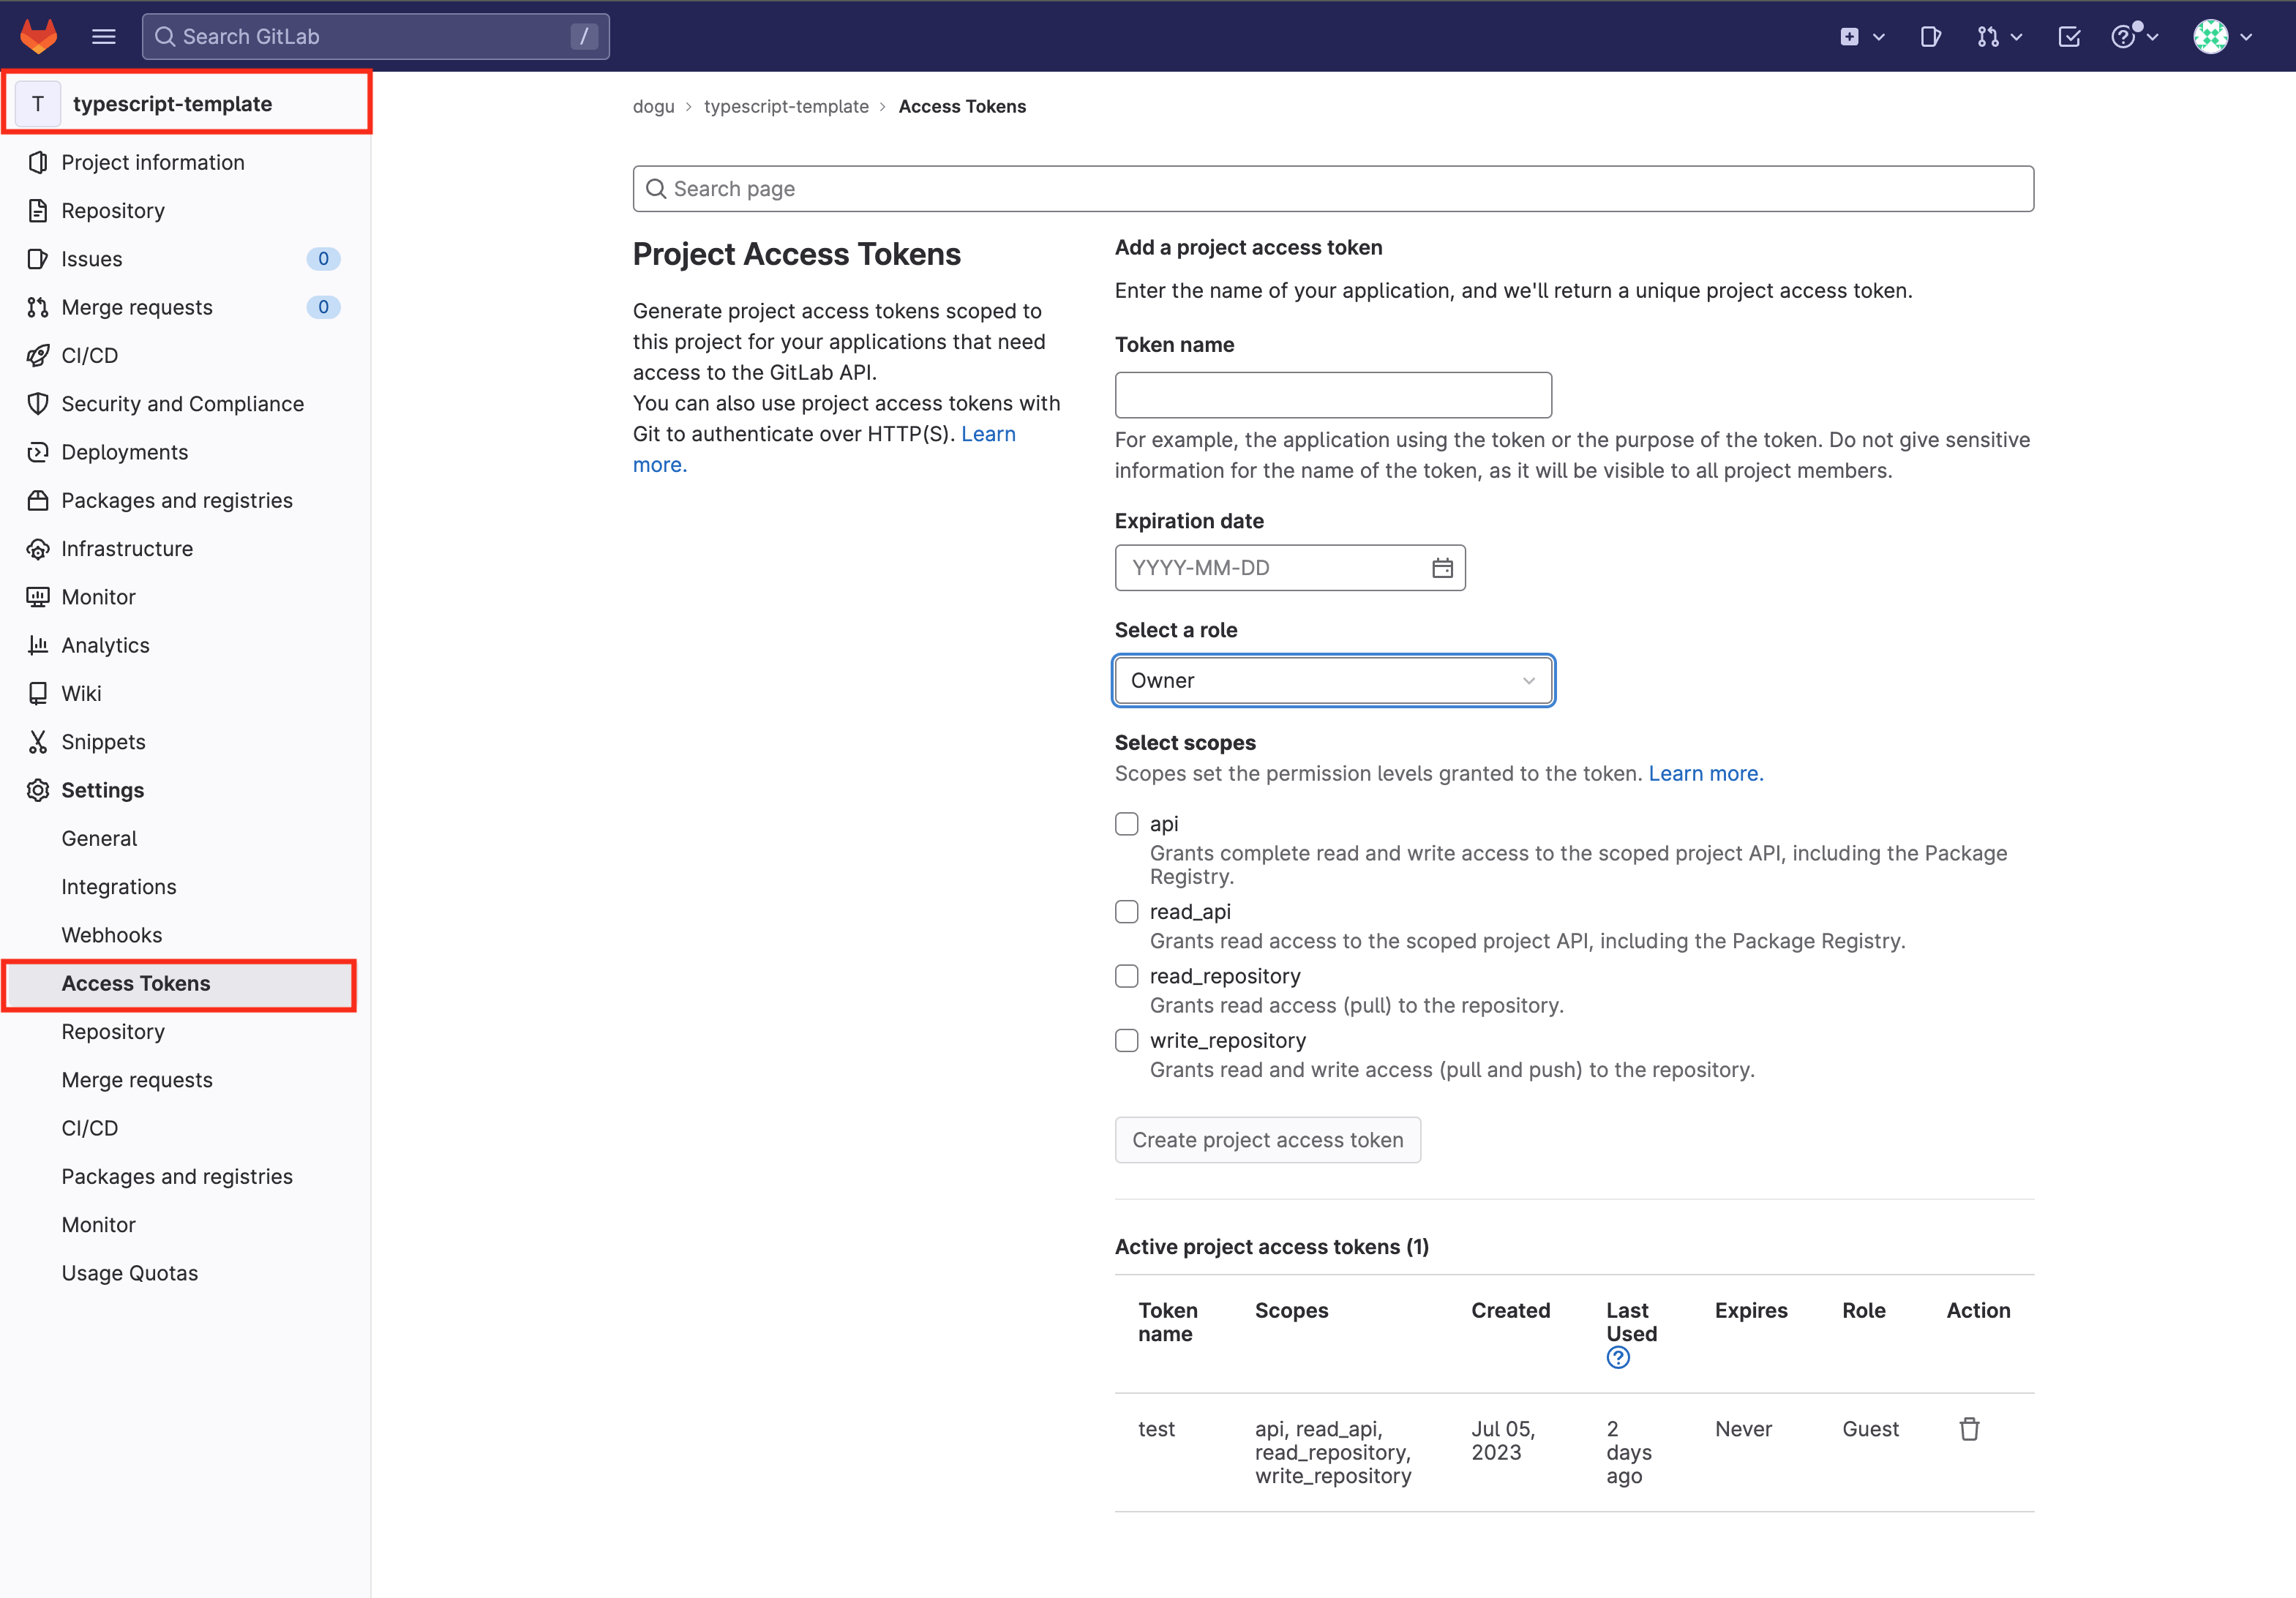 Search GitLab
/
T
typescript-template
Project information
Repository
Issues
0
Merge requests
0
CI/CD
Security and Compliance
Deployments
Packages and registries
Infrastructure
Monitor
Analytics
Wiki
Snippets
Settings
General
Integrations
Webhooks
Access Tokens
Repository
Merge requests
CI/CD
Packages and registries
Monitor
Usage Quotas
dogu › typescript-template › Access Tokens
Search page
Project Access Tokens
Generate project access tokens scoped to
this project for your applications that need
access to the GitLab API.
You can also use project access tokens with
Git to authenticate over HTTP(S). Learn
more.
Add a project access token
Enter the name of your application, and we'll return a unique project access token.
Token name
For example, the application using the token or the purpose of the token. Do not give sensitive
information for the name of the token, as it will be visible to all project members.
Expiration date
YYYY-MM-DD
Select a role
Owner
Select scopes
Scopes set the permission levels granted to the token. Learn more.
api
Grants complete read and write access to the scoped project API, including the Package
Registry.
read_api
Grants read access to the scoped project API, including the Package Registry.
read_repository
Grants read access (pull) to the repository.
write_repository
Grants read and write access (pull and push) to the repository.
Create project access token
Active project access tokens (1)
Token
name
Scopes
Created
Last
Used
?
Expires
Role
Action
test
api, read_api,
read_repository,
write_repository
Jul 05,
2023
2
days
ago
Never
Guest